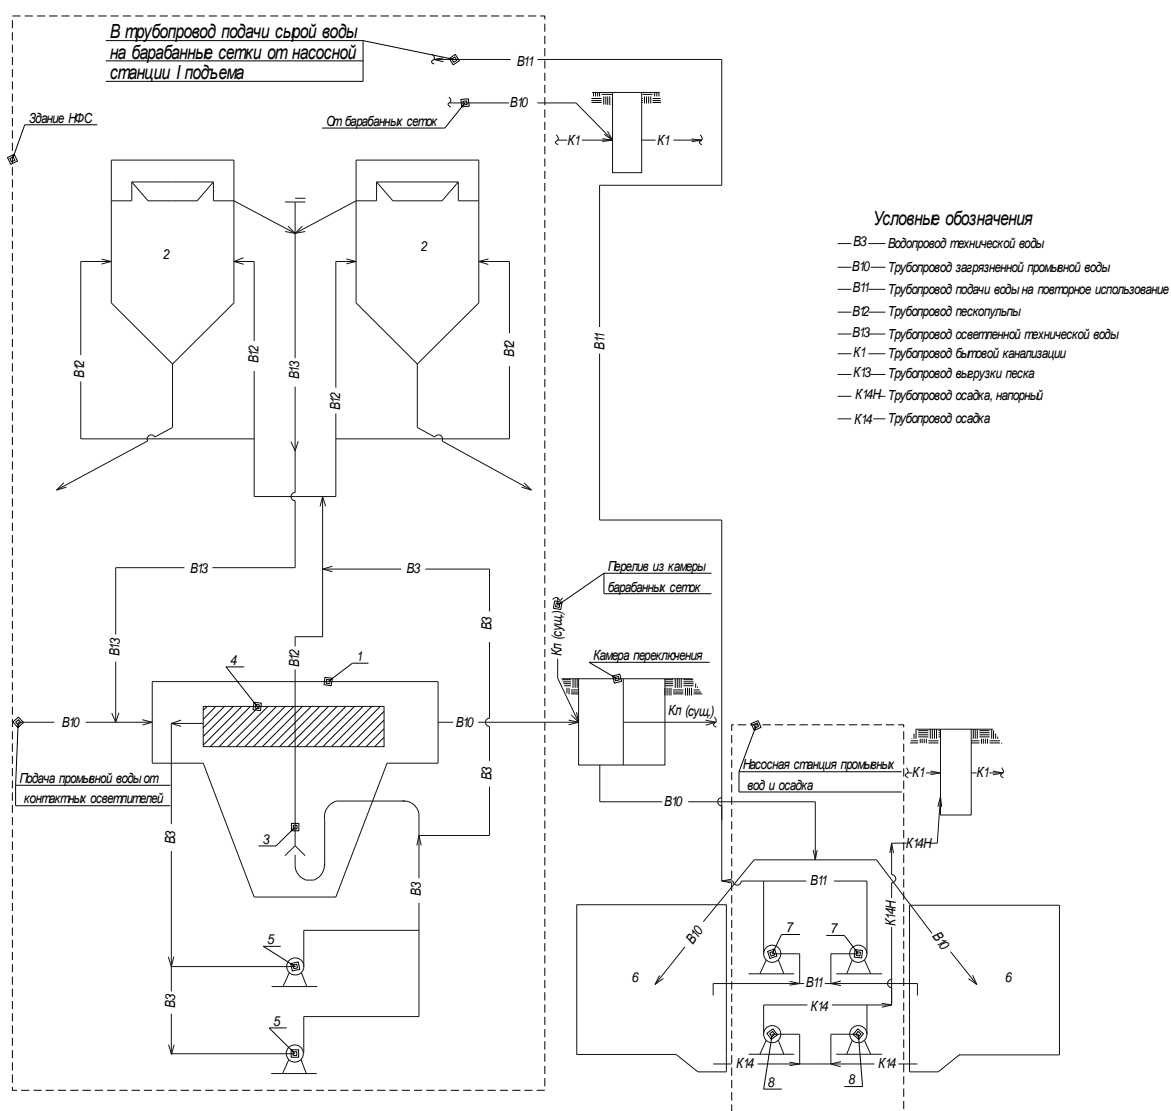 В трубопровод подачи сырой воды
на барабанные сетки от насосной
станции I подъема
В11
В10
От барабанных сеток
К1
К1
Здание НФС
2
2
В12
В12
В13
В12
В12
В11
Условные обозначения
В3 Водопровод технической воды
В10 Трубопровод загрязненной промывной воды
В11 Трубопровод подачи воды на повторное использование
В12 Трубопровод пескопульпы
В13 Трубопровод осветленной технической воды
К1 Трубопровод бытовой канализации
К13 Трубопровод выгрузки песка
К14Н Трубопровод осадка, напорный
К14 Трубопровод осадка
В13
В3
Перелив из камеры
барабанных сеток
В3
В13
В12
Кл (сущ.)
4
1
Камера переключения
В10
В10
Кл (сущ.)
Подача промывной воды от
контактных осветлителей
В3
Насосная станция промывных
вод и осадка
К1
К1
В10
3
В3
К14Н
В3
В11
К14Н
В10
В10
5
7
7
6
6
В3
В11
К14
5
К14
К14
8
8